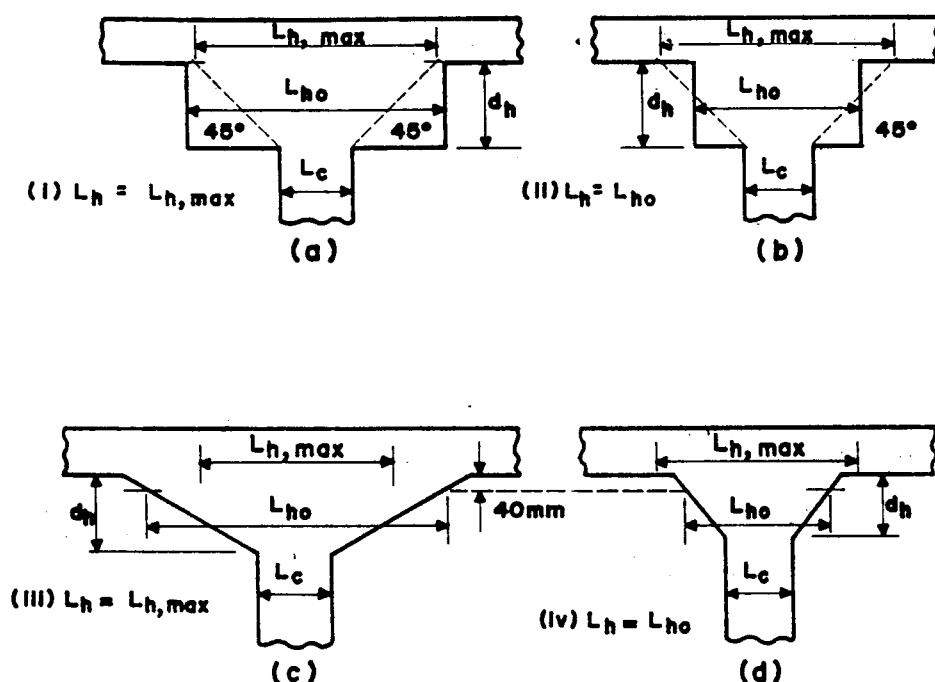 L_h, max
L_ho
d_h
45°
45°
L_c
(i) L_h = L_h,max
(a)
L_h, max
L_ho
d_h
45°
L_c
(ii) L_h = L_ho
(b)
L_h, max
d_h
L_ho
40mm
L_c
(iii) L_h = L_h,max
(c)
L_h, max
L_ho
d_h
L_c
(iv) L_h = L_ho
(d)